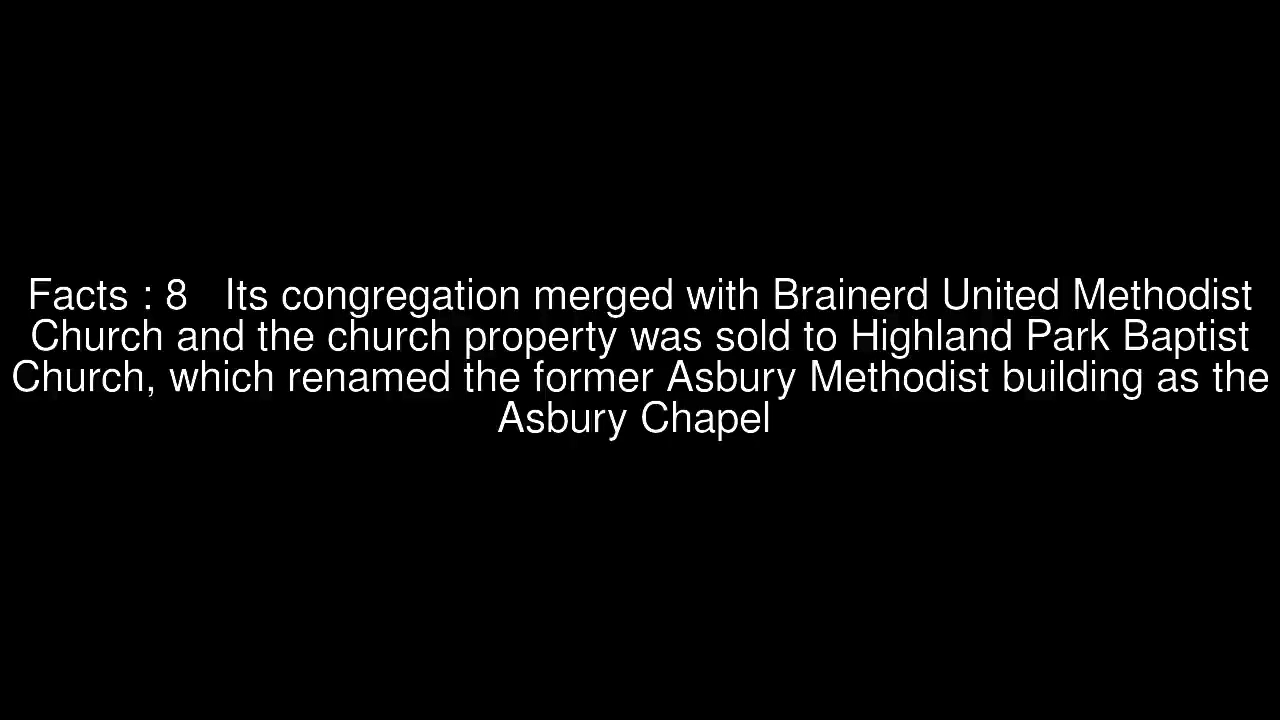 Facts : 8   Its congregation merged with Brainerd United Methodist
Church and the church property was sold to Highland Park Baptist
Church, which renamed the former Asbury Methodist building as the
Asbury Chapel